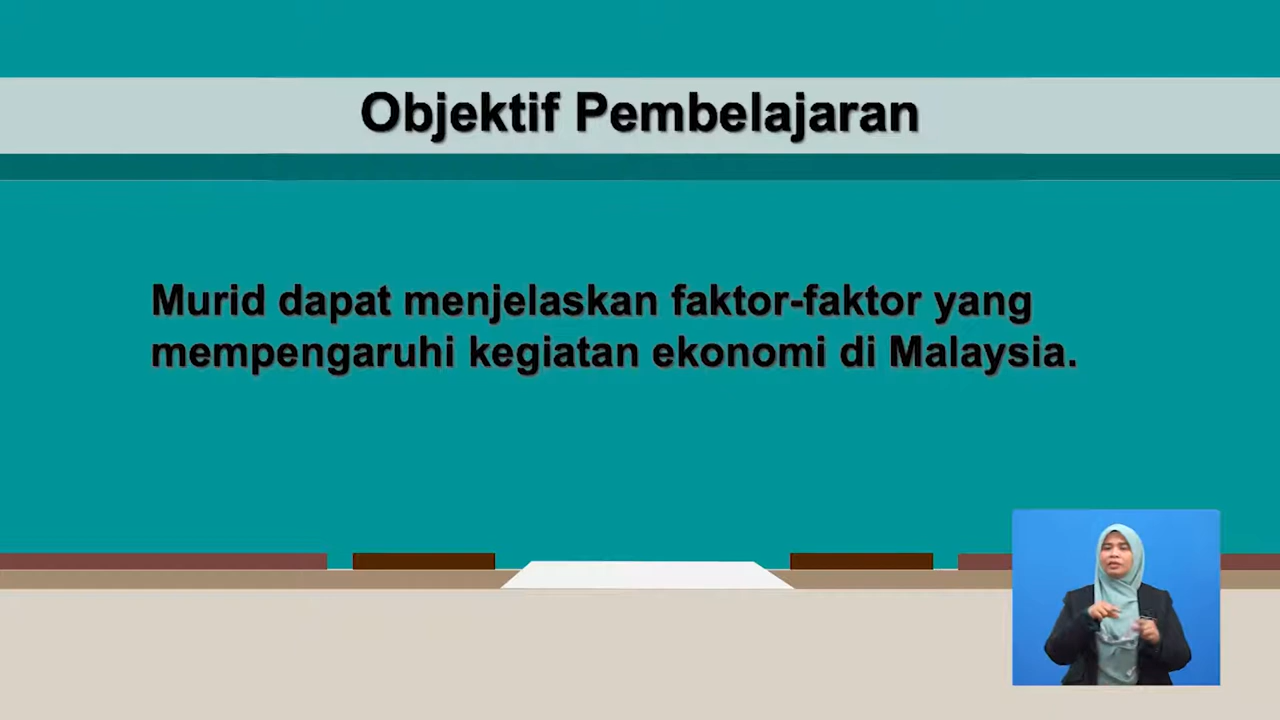 Objektif Pembelajaran
Murid dapat menjelaskan faktor-faktor yang
mempengaruhi kegiatan ekonomi di Malaysia.